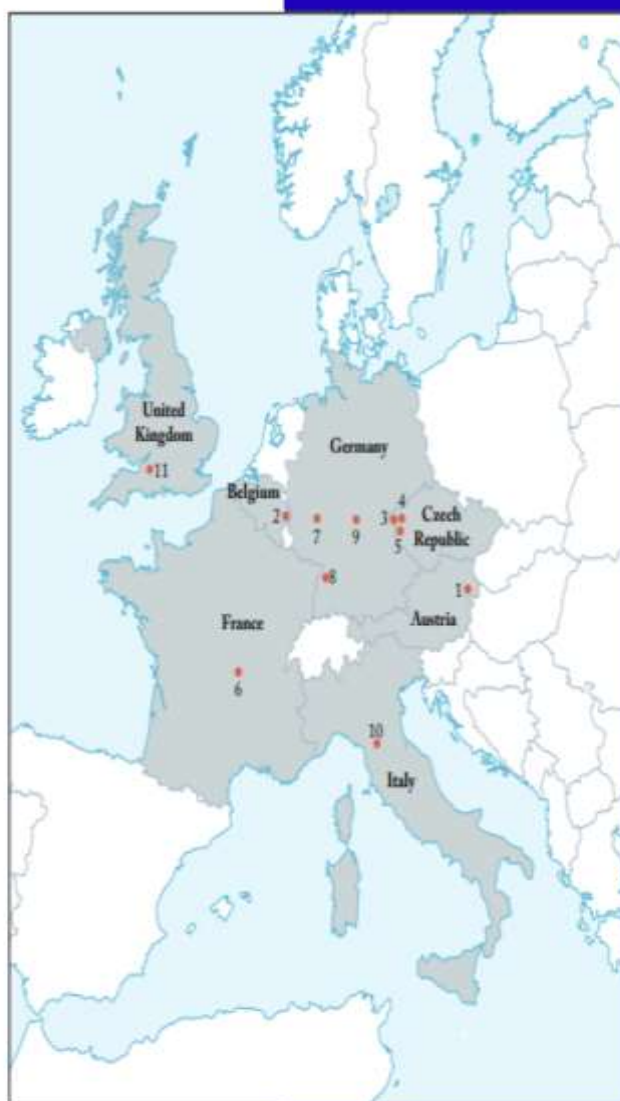 United
Kingdom
11
Germany
Belgium
2
7
9
3
4
5
Czech
Republic
8
1
Austria
France
6
10
Italy